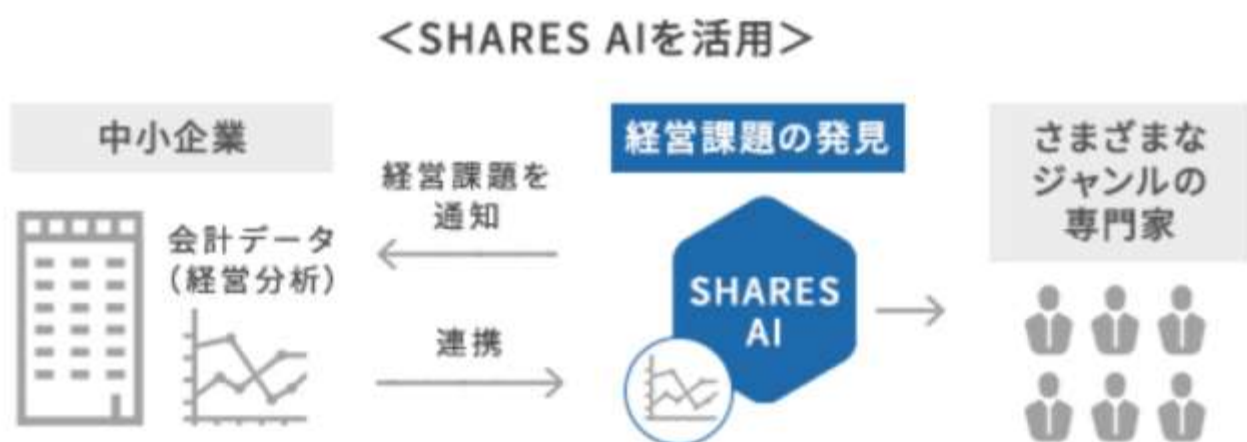 ＜SHARES AIを活用＞
中小企業
会計データ
（経営分析）
経営課題を
通知
連携
経営課題の発見
SHARES
AI
さまざまな
ジャンルの
専門家